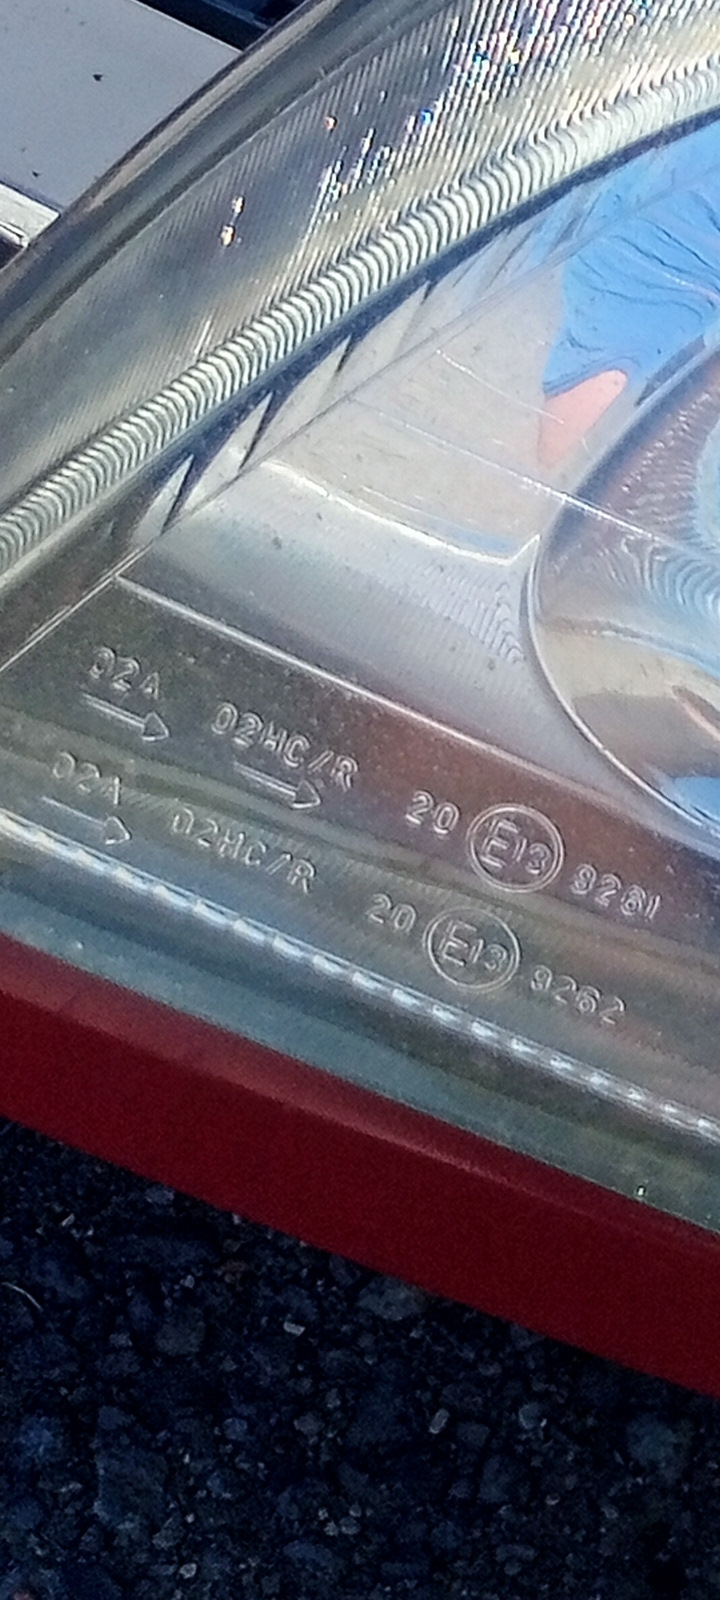 02A 02HC/R 20 E13 9261
→ →
02A 02HC/R 20 E13 9262
→